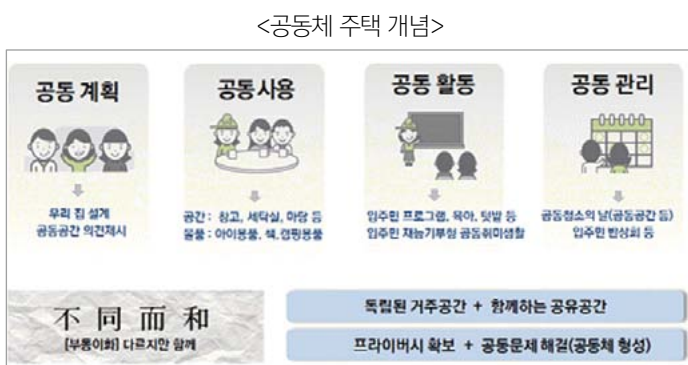 <공동체 주택 개념>
공동 계획
우리 집 설계
공동공간 의견제시
공동사용
공간 : 창고, 세탁실, 마당 등
물품 : 아이용품, 책,캠핑용품
공동 활동
입주민 프로그램, 육아, 텃밭 등
입주민 재능기부형 공동취미생활
공동 관리
공동청소의 날(공동공간 등)
입주민 반상회 등
不同而和
[부동이화] 다르지만 함께
독립된 거주공간 + 함께하는 공유공간
프라이버시 확보 + 공동문제 해결(공동체 형성)